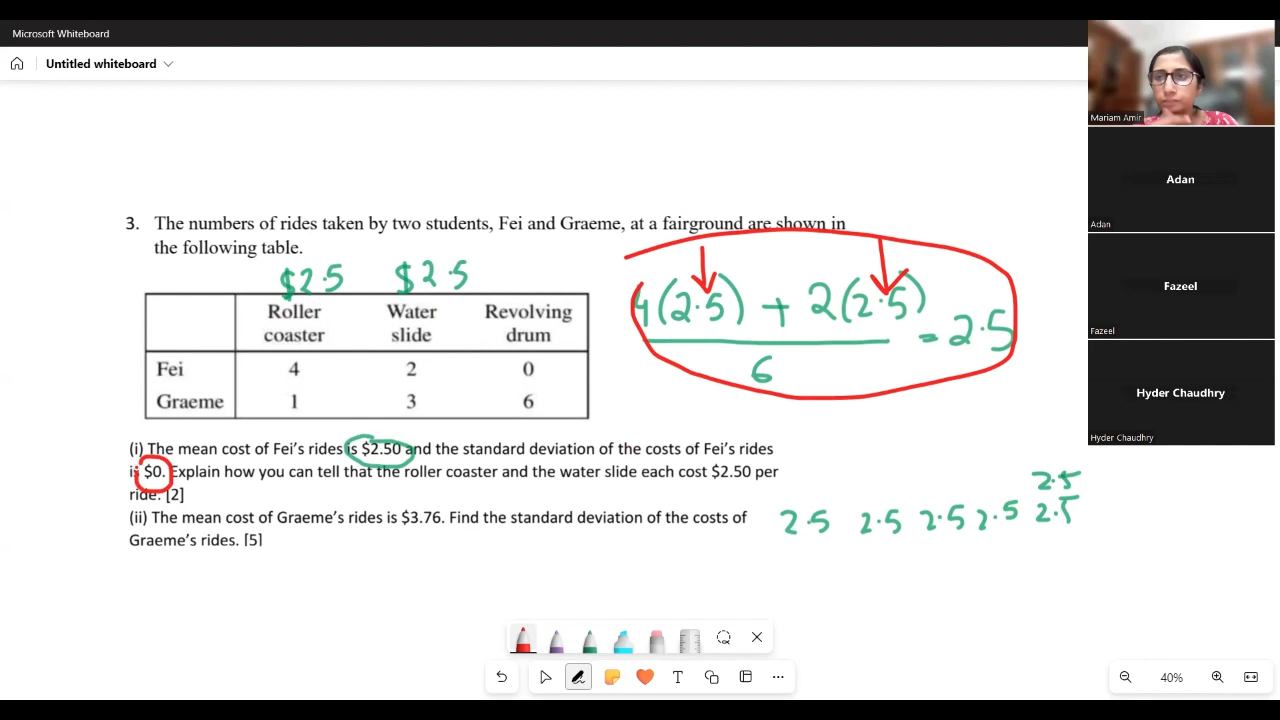 Microsoft Whiteboard
Untitled whiteboard
Mariam Amir
Adan
Adan
Fazeel
Fazeel
Hyder Chaudhry
Hyder Chaudhry
3. The numbers of rides taken by two students, Fei and Graeme, at a fairground are shown in
the following table.
$2.5 $2.5
Roller coaster Water slide Revolving drum
Fei 4 2 0
Graeme 1 3 6
4(2.5) + 2(2.5)
6
= 2.5
(i) The mean cost of Fei's rides is $2.50 and the standard deviation of the costs of Fei's rides
is $0. Explain how you can tell that the roller coaster and the water slide each cost $2.50 per
ride. [2]
(ii) The mean cost of Graeme's rides is $3.76. Find the standard deviation of the costs of
Graeme's rides. [5]
2.5
2.5 2.5 2.5 2.5 2.5
40%